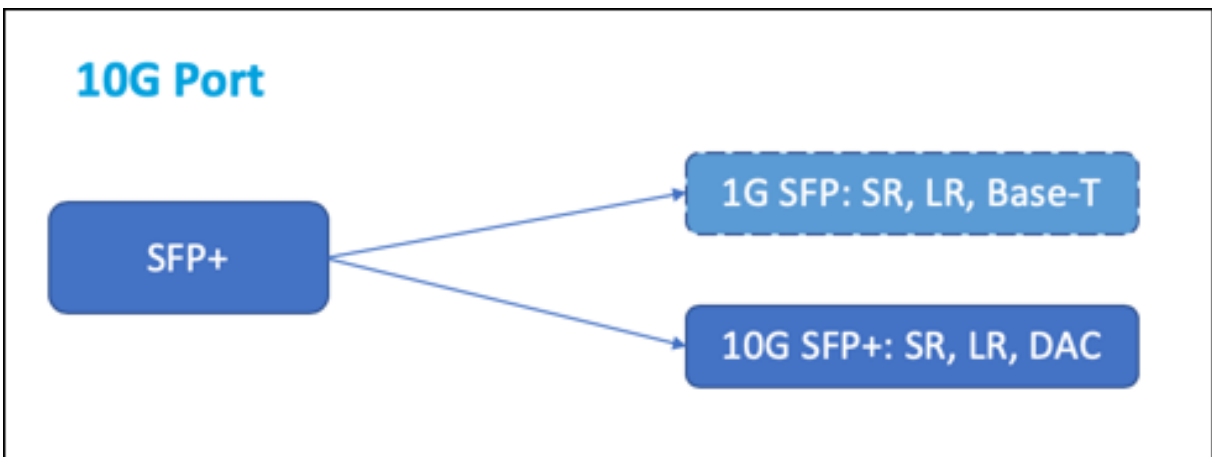 10G Port
1G SFP: SR, LR, Base-T
SFP+
10G SFP+: SR, LR, DAC